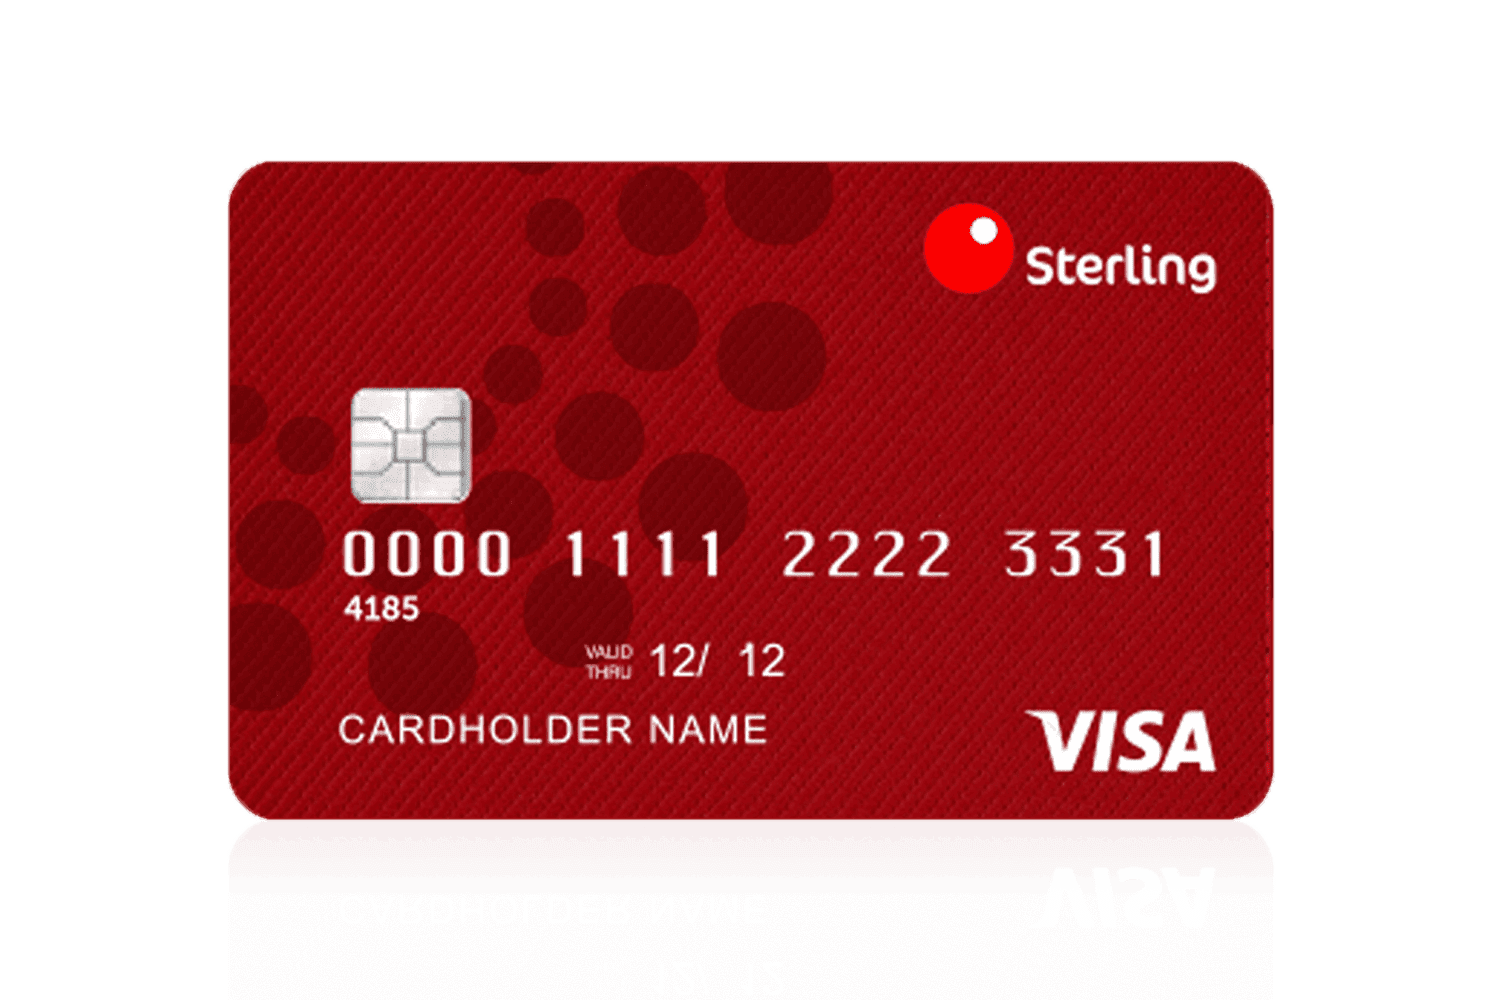 Sterling
0000 1111 2222 3331
4185
VALID THRU 12/ 12
CARDHOLDER NAME
VISA